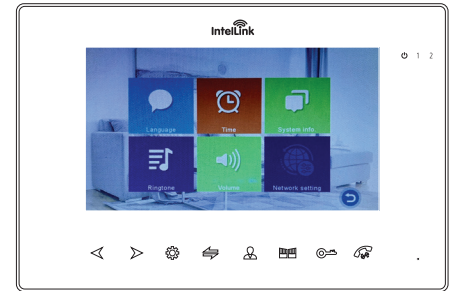 IntelLink
1 2
Language
Time
System info
Ringtone
Volume
Network setting